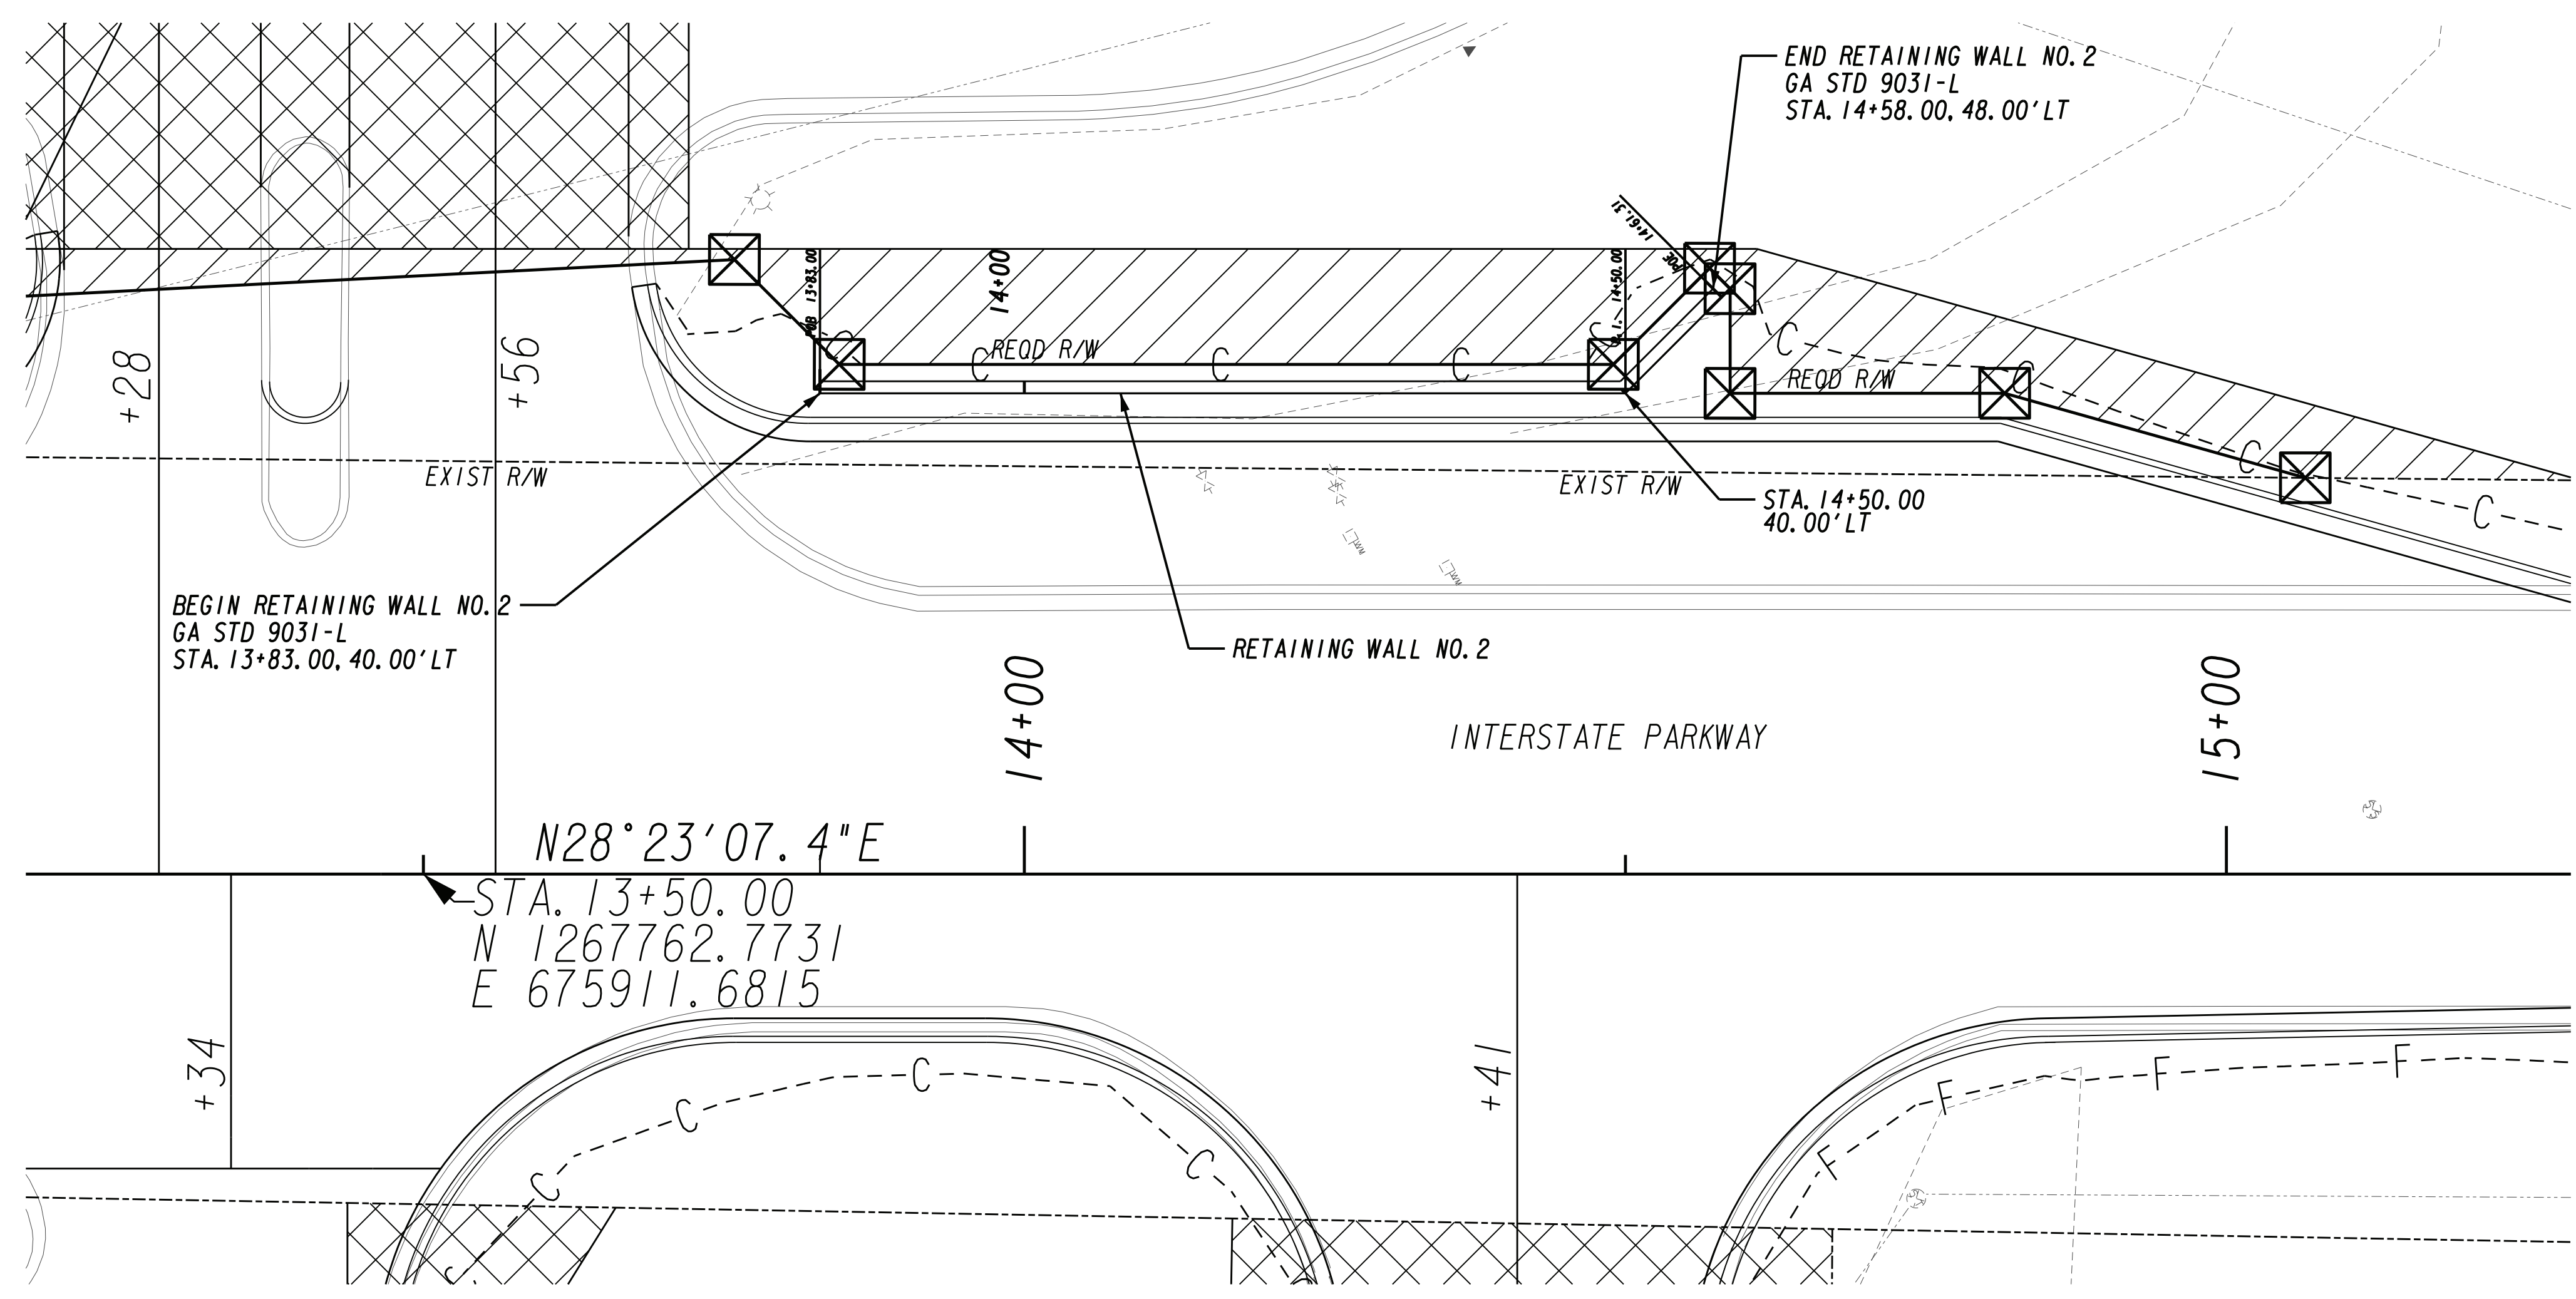 END RETAINING WALL NO. 2
GA STD 9031-L
STA. 14+58.00, 48.00' LT
14+61.31
POE
POB 13+83.00
14+00
P.I. 14+50.00
C
C
C
C
C
C
C
C
C
REQD R/W
REQD R/W
+28
+56
EXIST R/W
EXIST R/W
STA. 14+50.00
40.00' LT
BEGIN RETAINING WALL NO. 2
GA STD 9031-L
STA. 13+83.00, 40.00' LT
RETAINING WALL NO. 2
14+00
15+00
INTERSTATE PARKWAY
N28°23'07.4"E
STA. 13+50.00
N 1267762.7731
E 675911.6815
+34
+41
C
C
C
C
C
F
F
F
F